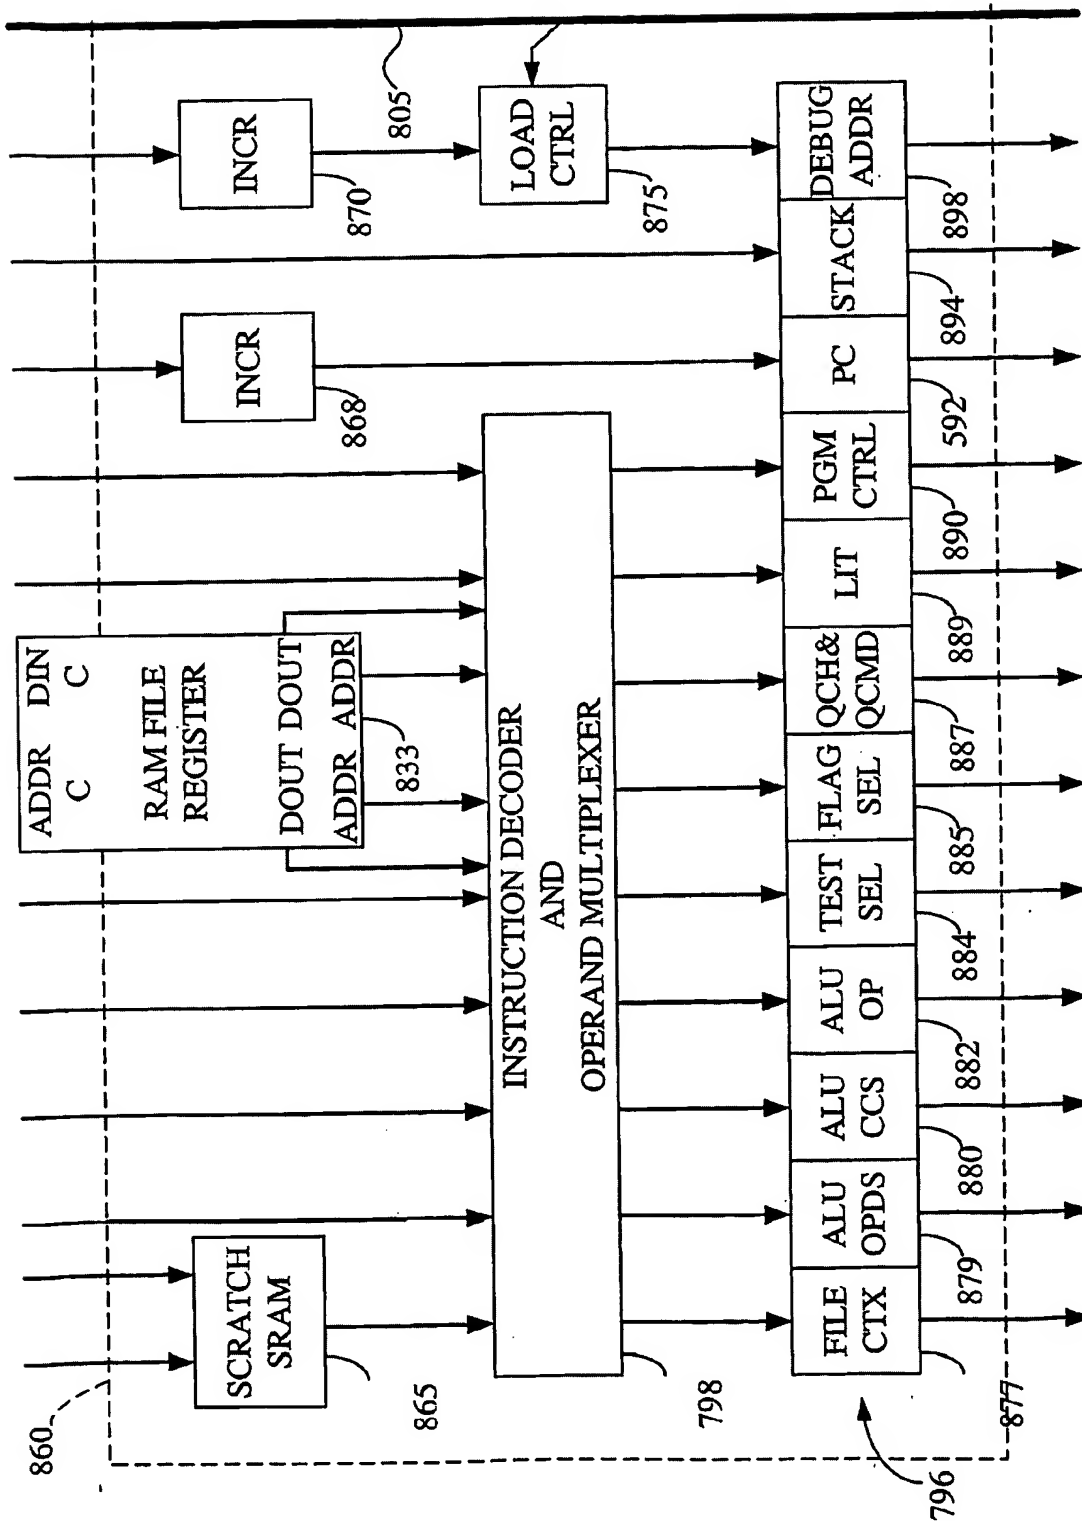 860
ADDR DIN
C C
RAM FILE
REGISTER
DOUT DOUT
ADDR ADDR
833
INCR
868
INCR
870
805
SCRATCH
SRAM
865
INSTRUCTION DECODER
AND
OPERAND MULTIPLEXER
798
LOAD
CTRL
875
796
FILE
CTX
877
ALU
OPDS
879
ALU
CCS
880
ALU
OP
882
TEST
SEL
884
FLAG
SEL
885
QCH&
QCMD
887
LIT
889
PGM
CTRL
890
PC
592
STACK
894
DEBUG
ADDR
898